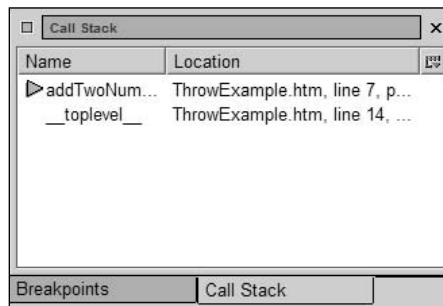 Call Stack
Name Location
addTwoNum... ThrowExample.htm, line 7, p...
__toplevel__ ThrowExample.htm, line 14, ...
Breakpoints Call Stack